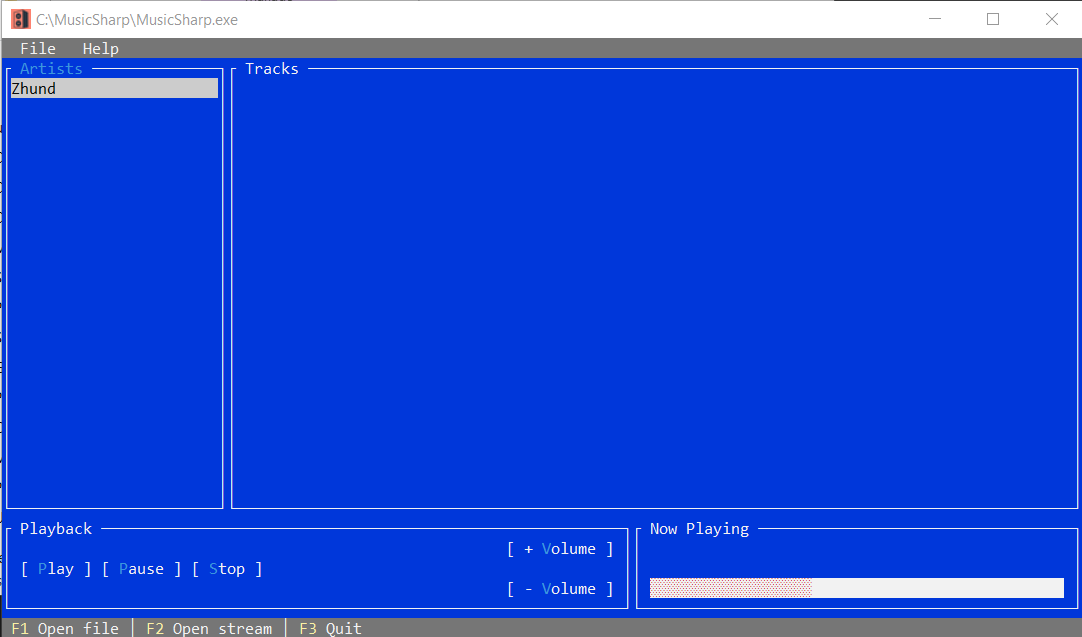 C:\MusicSharp\MusicSharp.exe
File Help
Artists
Tracks
Zhund
Playback
Now Playing
[ + Volume ]
[ Play ] [ Pause ] [ Stop ]
[ - Volume ]
F1 Open file │ F2 Open stream │ F3 Quit